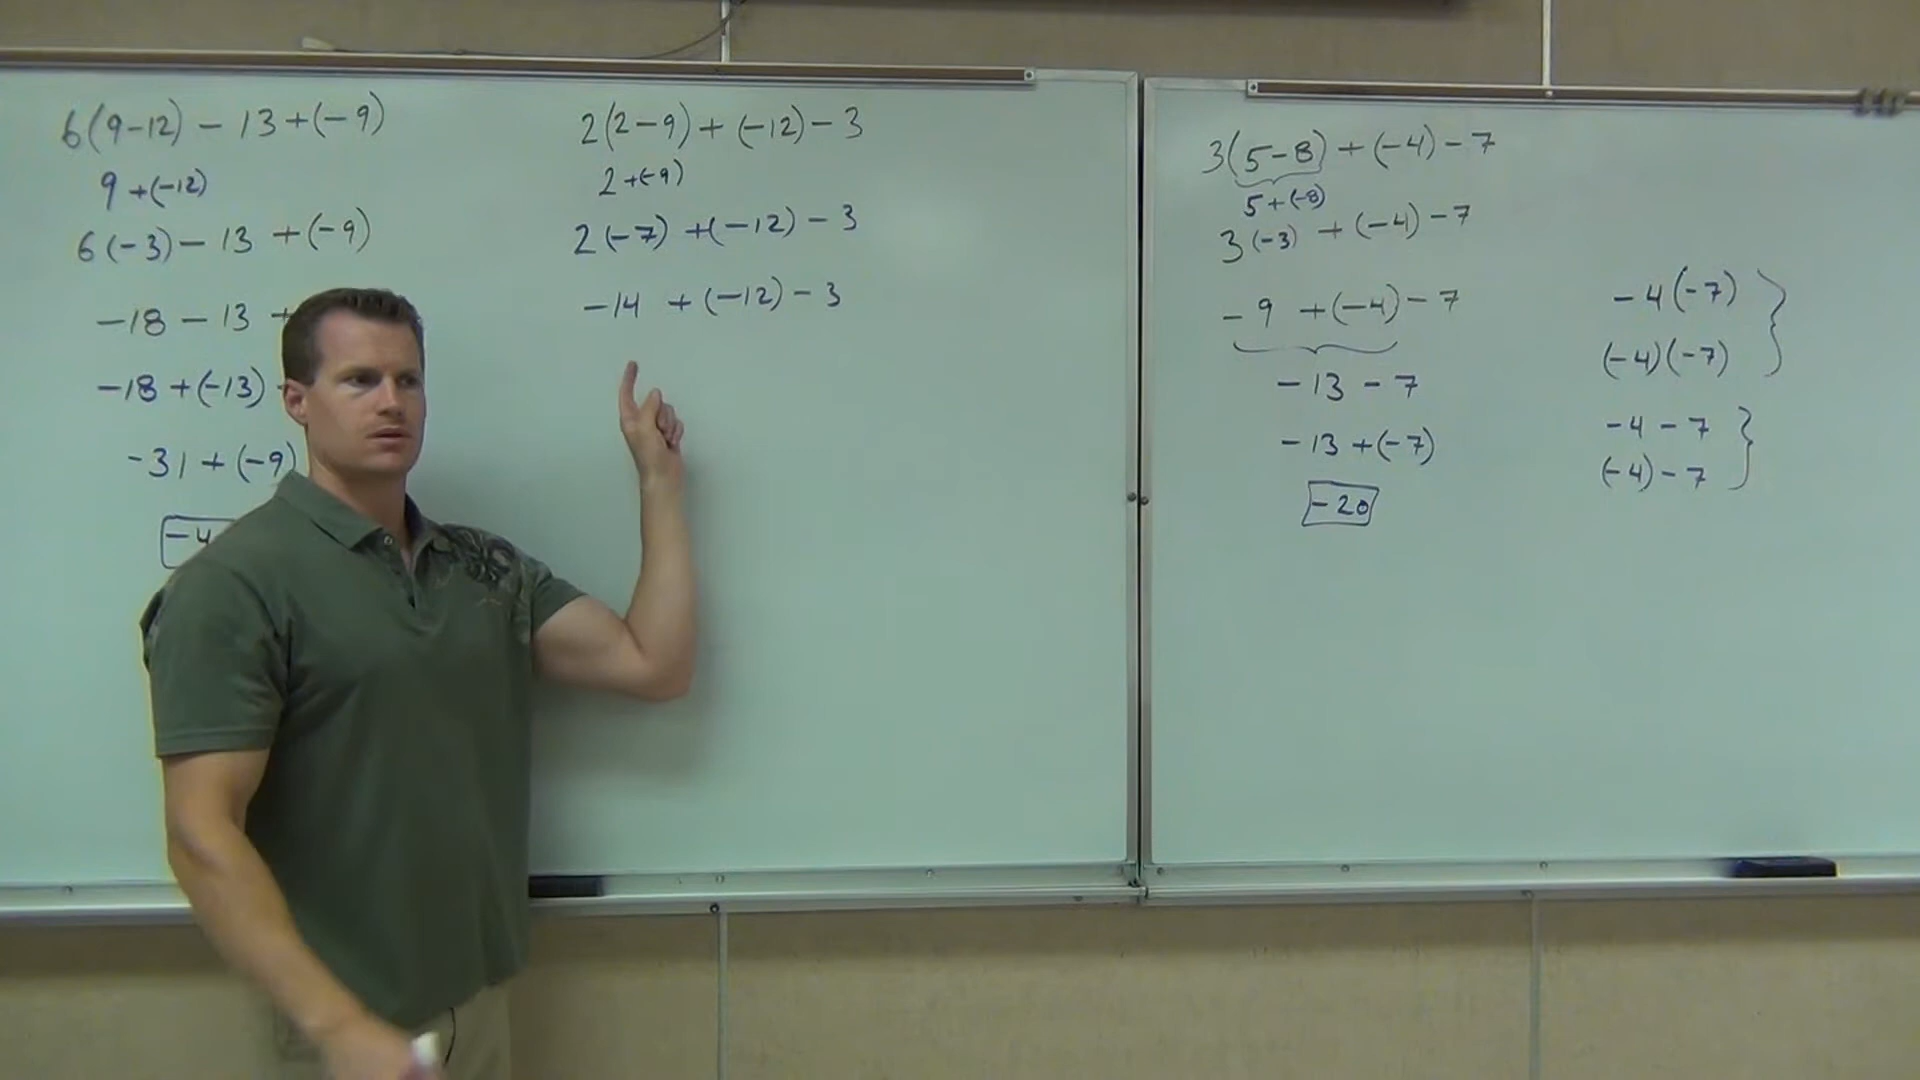 6(9-12) - 13 + (-9)
9 + (-12)
6(-3) - 13 + (-9)
-18 - 13 +
-18 + (-13)
-31 + (-9)
-4
2(2-9) + (-12) - 3
2 + (-9)
2(-7) + (-12) - 3
-14 + (-12) - 3
3(5-8) + (-4) - 7
5 + (-8)
3(-3) + (-4) - 7
-9 + (-4) - 7
-13 - 7
-13 + (-7)
-20
-4(-7)
(-4)(-7)
-4 - 7
(-4) - 7